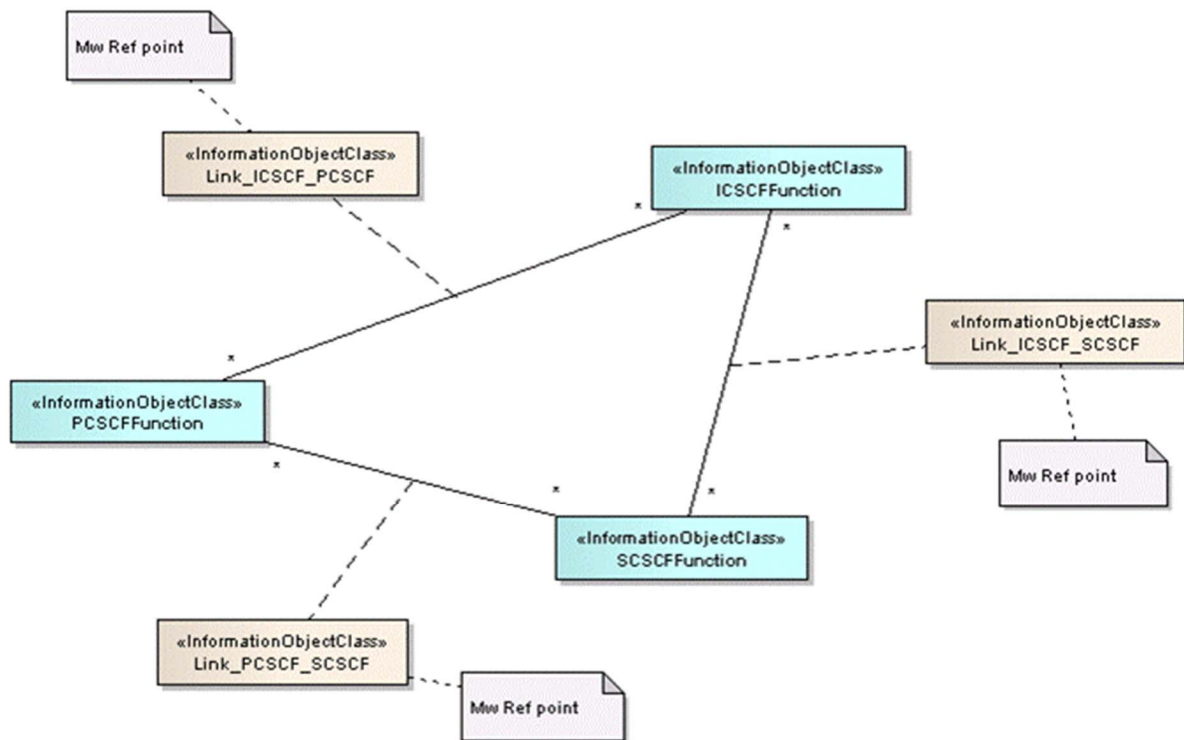 Mw Ref point
«InformationObjectClass»
Link_ICSCF_PCSCF
«InformationObjectClass»
ICSCFFunction
*
*
«InformationObjectClass»
Link_ICSCF_SCSCF
*
«InformationObjectClass»
PCSCFFunction
*
Mw Ref point
*
*
«InformationObjectClass»
SCSCFFunction
«InformationObjectClass»
Link_PCSCF_SCSCF
Mw Ref point